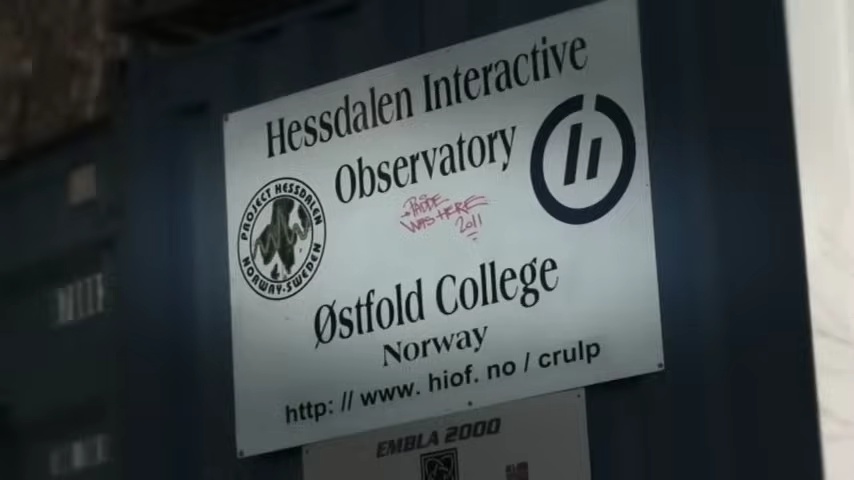 Hessdalen Interactive
Observatory
PROJECT HESSDALEN
NORWAY-SWEDEN
WAS HERE
2011
Østfold College
Norway
http: // www. hiof. no / crulp
EMBLA 2000